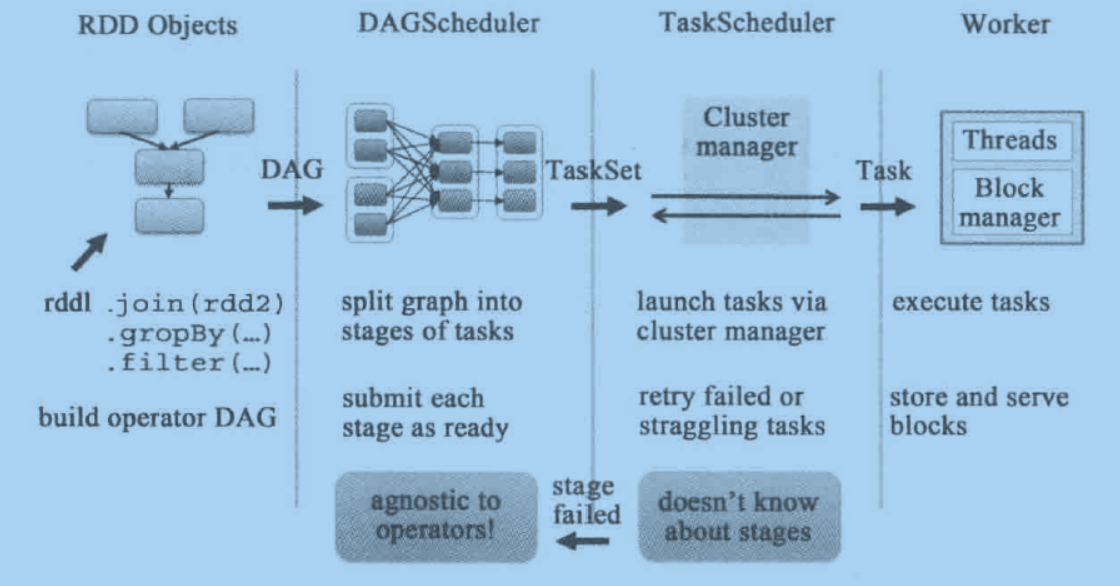 RDD Objects
DAGScheduler
TaskScheduler
Worker
DAG
TaskSet
Cluster
manager
Task
Threads
Block
manager
rddl .join(rdd2)
.gropBy(…)
.filter(…)
build operator DAG
split graph into
stages of tasks
submit each
stage as ready
launch tasks via
cluster manager
retry failed or
straggling tasks
execute tasks
store and serve
blocks
agnostic to
operators!
stage
failed
doesn't know
about stages